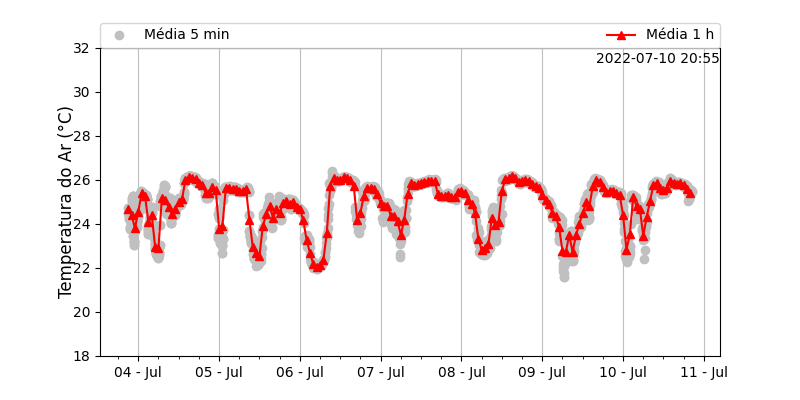 Média 5 min
Média 1 h
2022-07-10 20:55
Temperatura do Ar (°C)
32
30
28
26
24
22
20
18
04 - Jul
05 - Jul
06 - Jul
07 - Jul
08 - Jul
09 - Jul
10 - Jul
11 - Jul